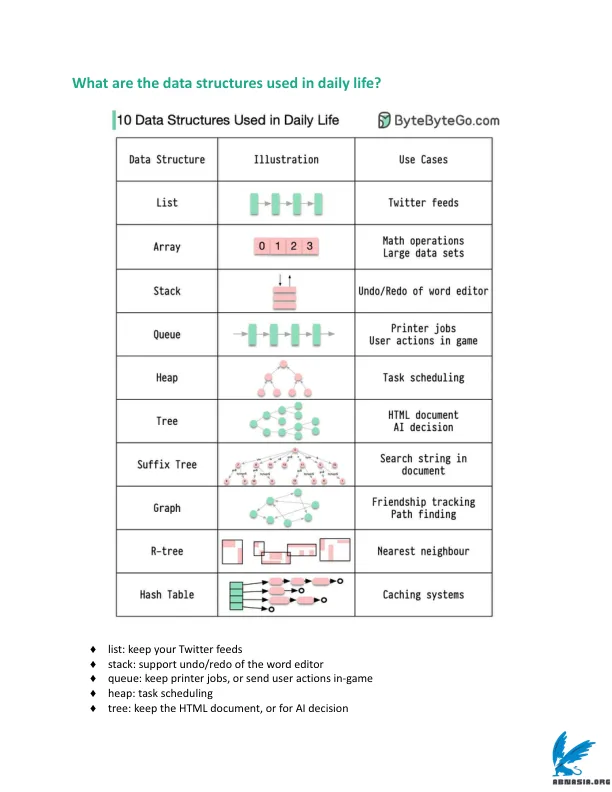 What are the data structures used in daily life?
10 Data Structures Used in Daily Life
ByteByteGo.com
Data Structure Illustration Use Cases
List Twitter feeds
Array 0 1 2 3 Math operations
Large data sets
Stack Undo/Redo of word editor
Queue Printer jobs
User actions in game
Heap Task scheduling
Tree HTML document
AI decision
Suffix Tree Search string in
document
Graph Friendship tracking
Path finding
R-tree Nearest neighbour
Hash Table Caching systems
♦ list: keep your Twitter feeds
♦ stack: support undo/redo of the word editor
♦ queue: keep printer jobs, or send user actions in-game
♦ heap: task scheduling
♦ tree: keep the HTML document, or for AI decision
ABNASIA.ORG